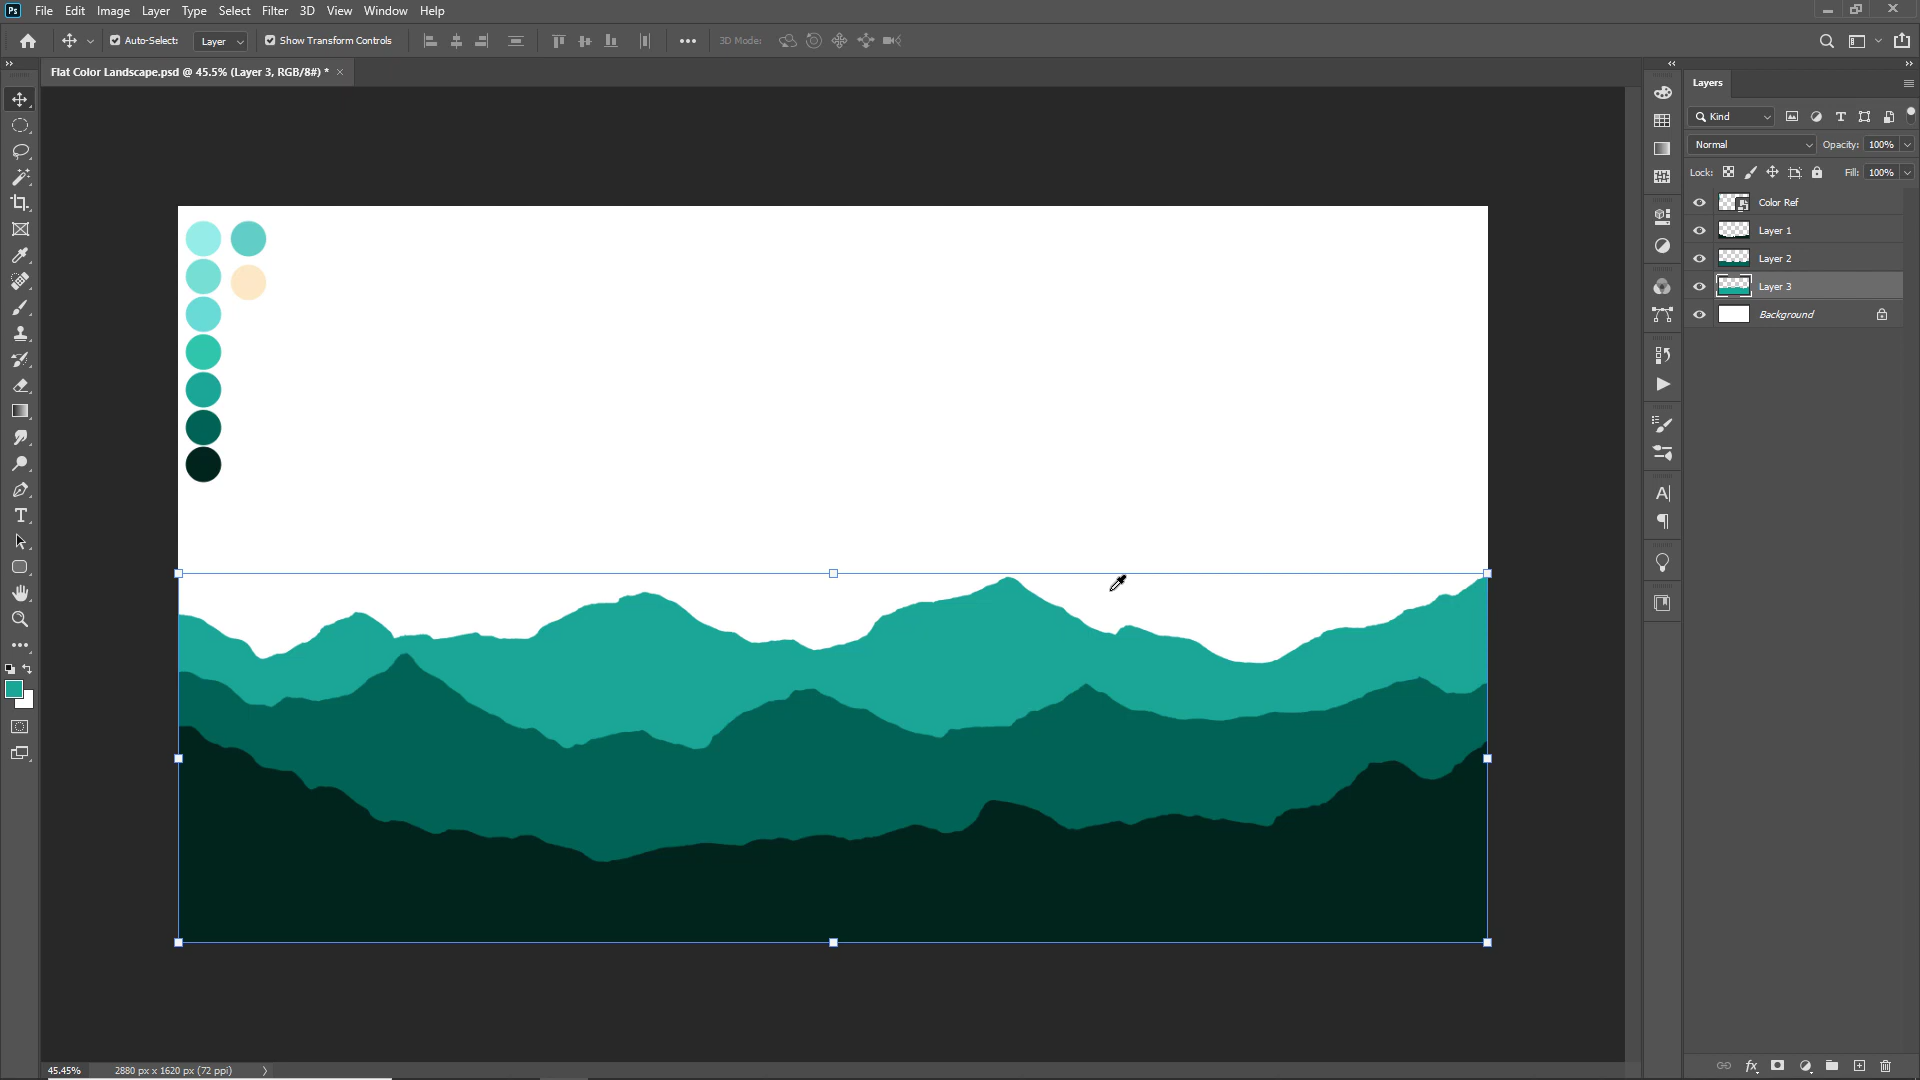 Ps File Edit Image Layer Type Select Filter 3D View Window Help
Auto-Select: Layer Show Transform Controls ••• 3D Mode:
Flat Color Landscape.psd @ 45.5% (Layer 3, RGB/8#) * ×
Layers
Kind
Normal Opacity: 100%
Lock: Fill: 100%
Color Ref
Layer 1
Layer 2
Layer 3
Background
45.45% 2880 px x 1620 px (72 ppi)